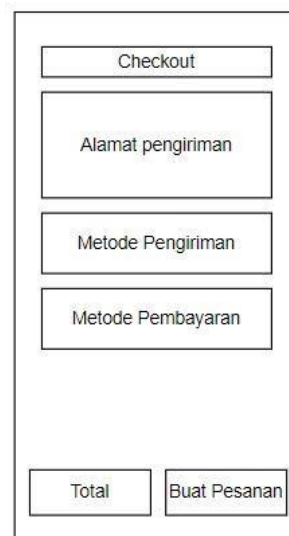 Checkout
Alamat pengiriman
Metode Pengiriman
Metode Pembayaran
Total
Buat Pesanan